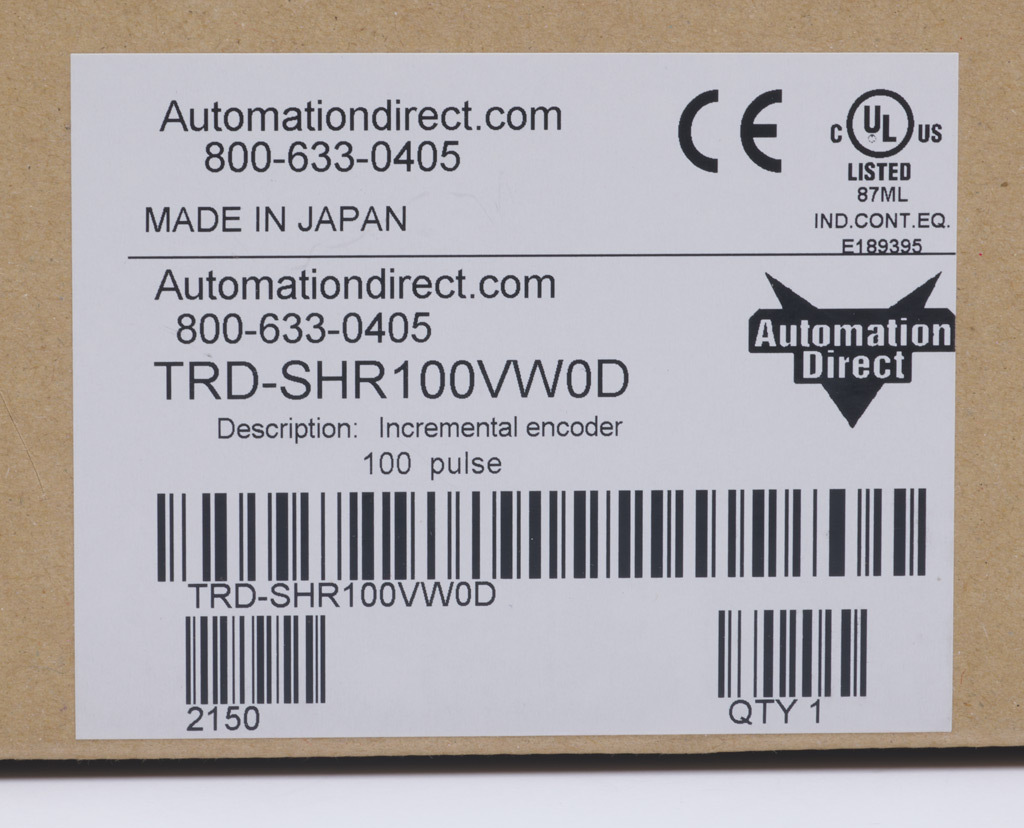 Automationdirect.com
800-633-0405
MADE IN JAPAN
CE
C UL US
LISTED
87ML
IND.CONT.EQ.
E189395
Automationdirect.com
800-633-0405
TRD-SHR100VW0D
Description: Incremental encoder
100 pulse
Automation
Direct
TRD-SHR100VW0D
2150
QTY 1